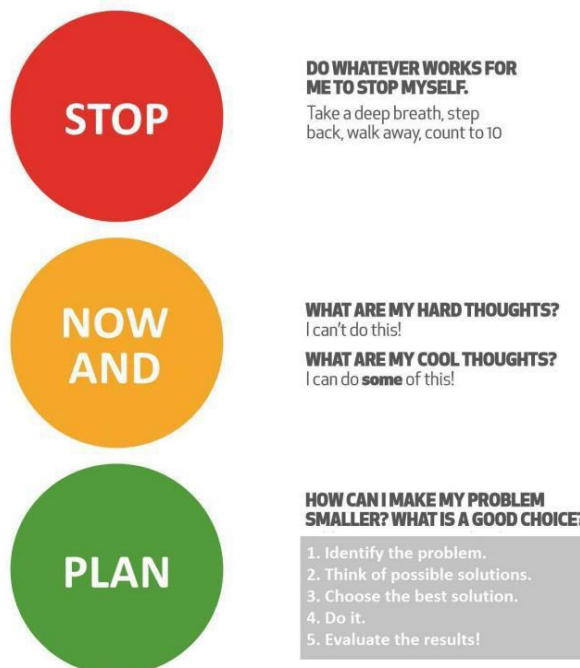 STOP
DO WHATEVER WORKS FOR
ME TO STOP MYSELF.
Take a deep breath, step
back, walk away, count to 10
NOW
AND
WHAT ARE MY HARD THOUGHTS?
I can't do this!
WHAT ARE MY COOL THOUGHTS?
I can do some of this!
PLAN
HOW CAN I MAKE MY PROBLEM
SMALLER? WHAT IS A GOOD CHOICE?
1. Identify the problem.
2. Think of possible solutions.
3. Choose the best solution.
4. Do it.
5. Evaluate the results!